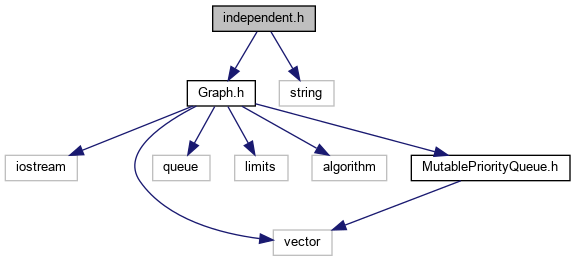 independent.h
Graph.h
string
iostream
queue
limits
algorithm
MutablePriorityQueue.h
vector